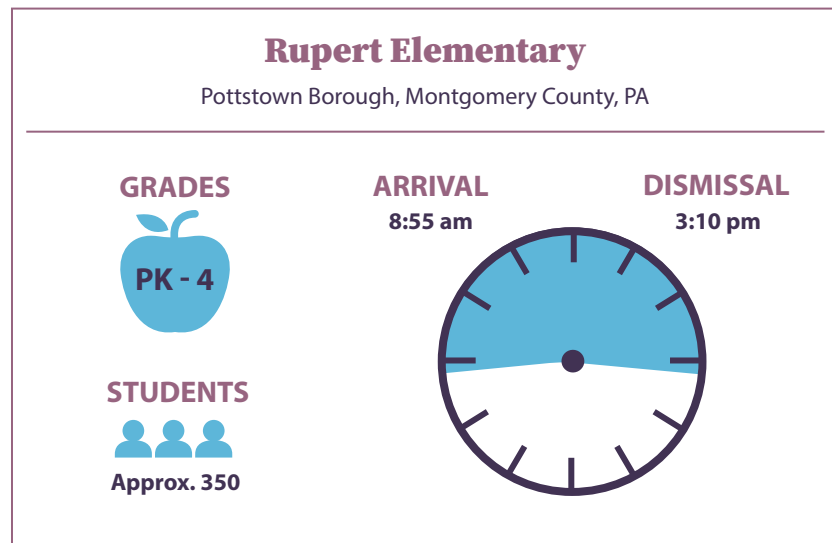 Rupert Elementary
Pottstown Borough, Montgomery County, PA
GRADES
PK - 4
STUDENTS
Approx. 350
ARRIVAL
8:55 am
DISMISSAL
3:10 pm